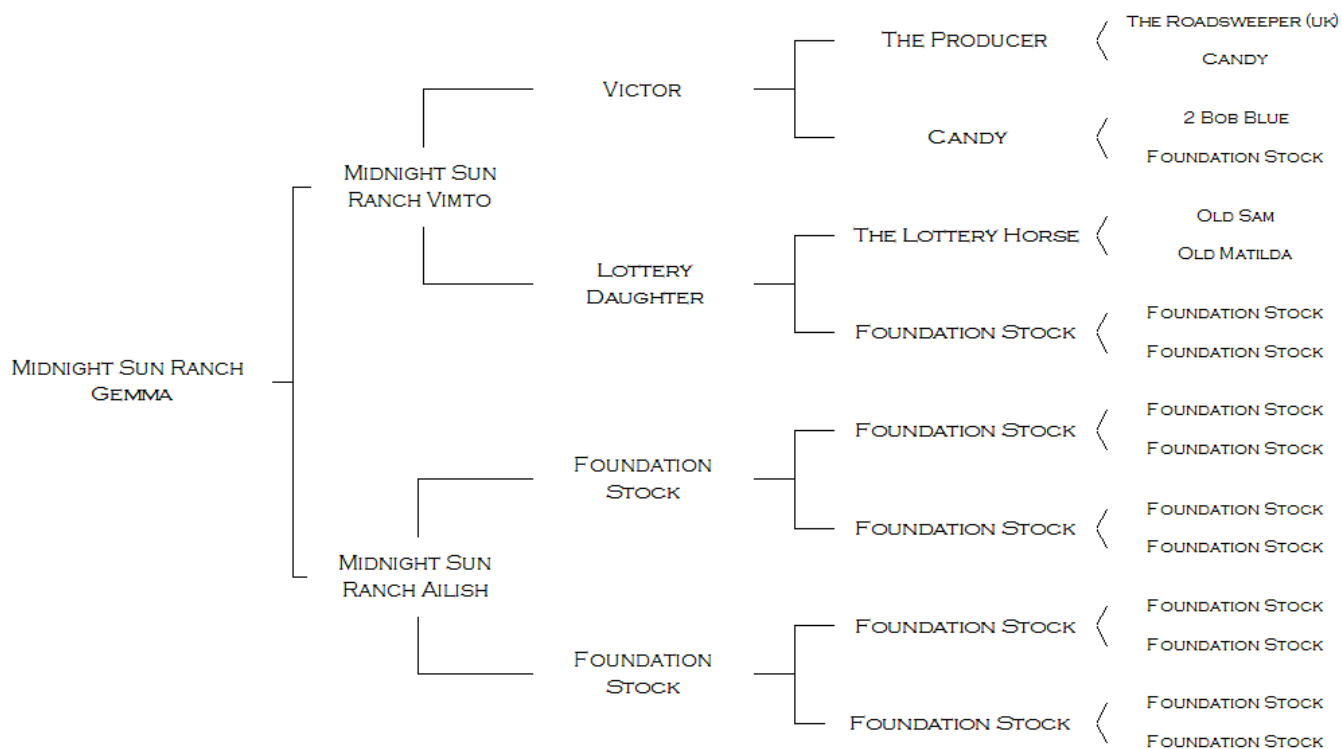 The Roadsweeper (UK)
The Producer
Candy
Victor
2 Bob Blue
Candy
Foundation Stock
Midnight Sun
Ranch Vimto
Old Sam
The Lottery Horse
Old Matilda
Lottery
Daughter
Foundation Stock
Foundation Stock
Foundation Stock
Midnight Sun Ranch
Gemma
Foundation Stock
Foundation Stock
Foundation Stock
Foundation
Stock
Foundation Stock
Foundation Stock
Foundation Stock
Midnight Sun
Ranch Ailish
Foundation Stock
Foundation Stock
Foundation Stock
Foundation
Stock
Foundation Stock
Foundation Stock
Foundation Stock